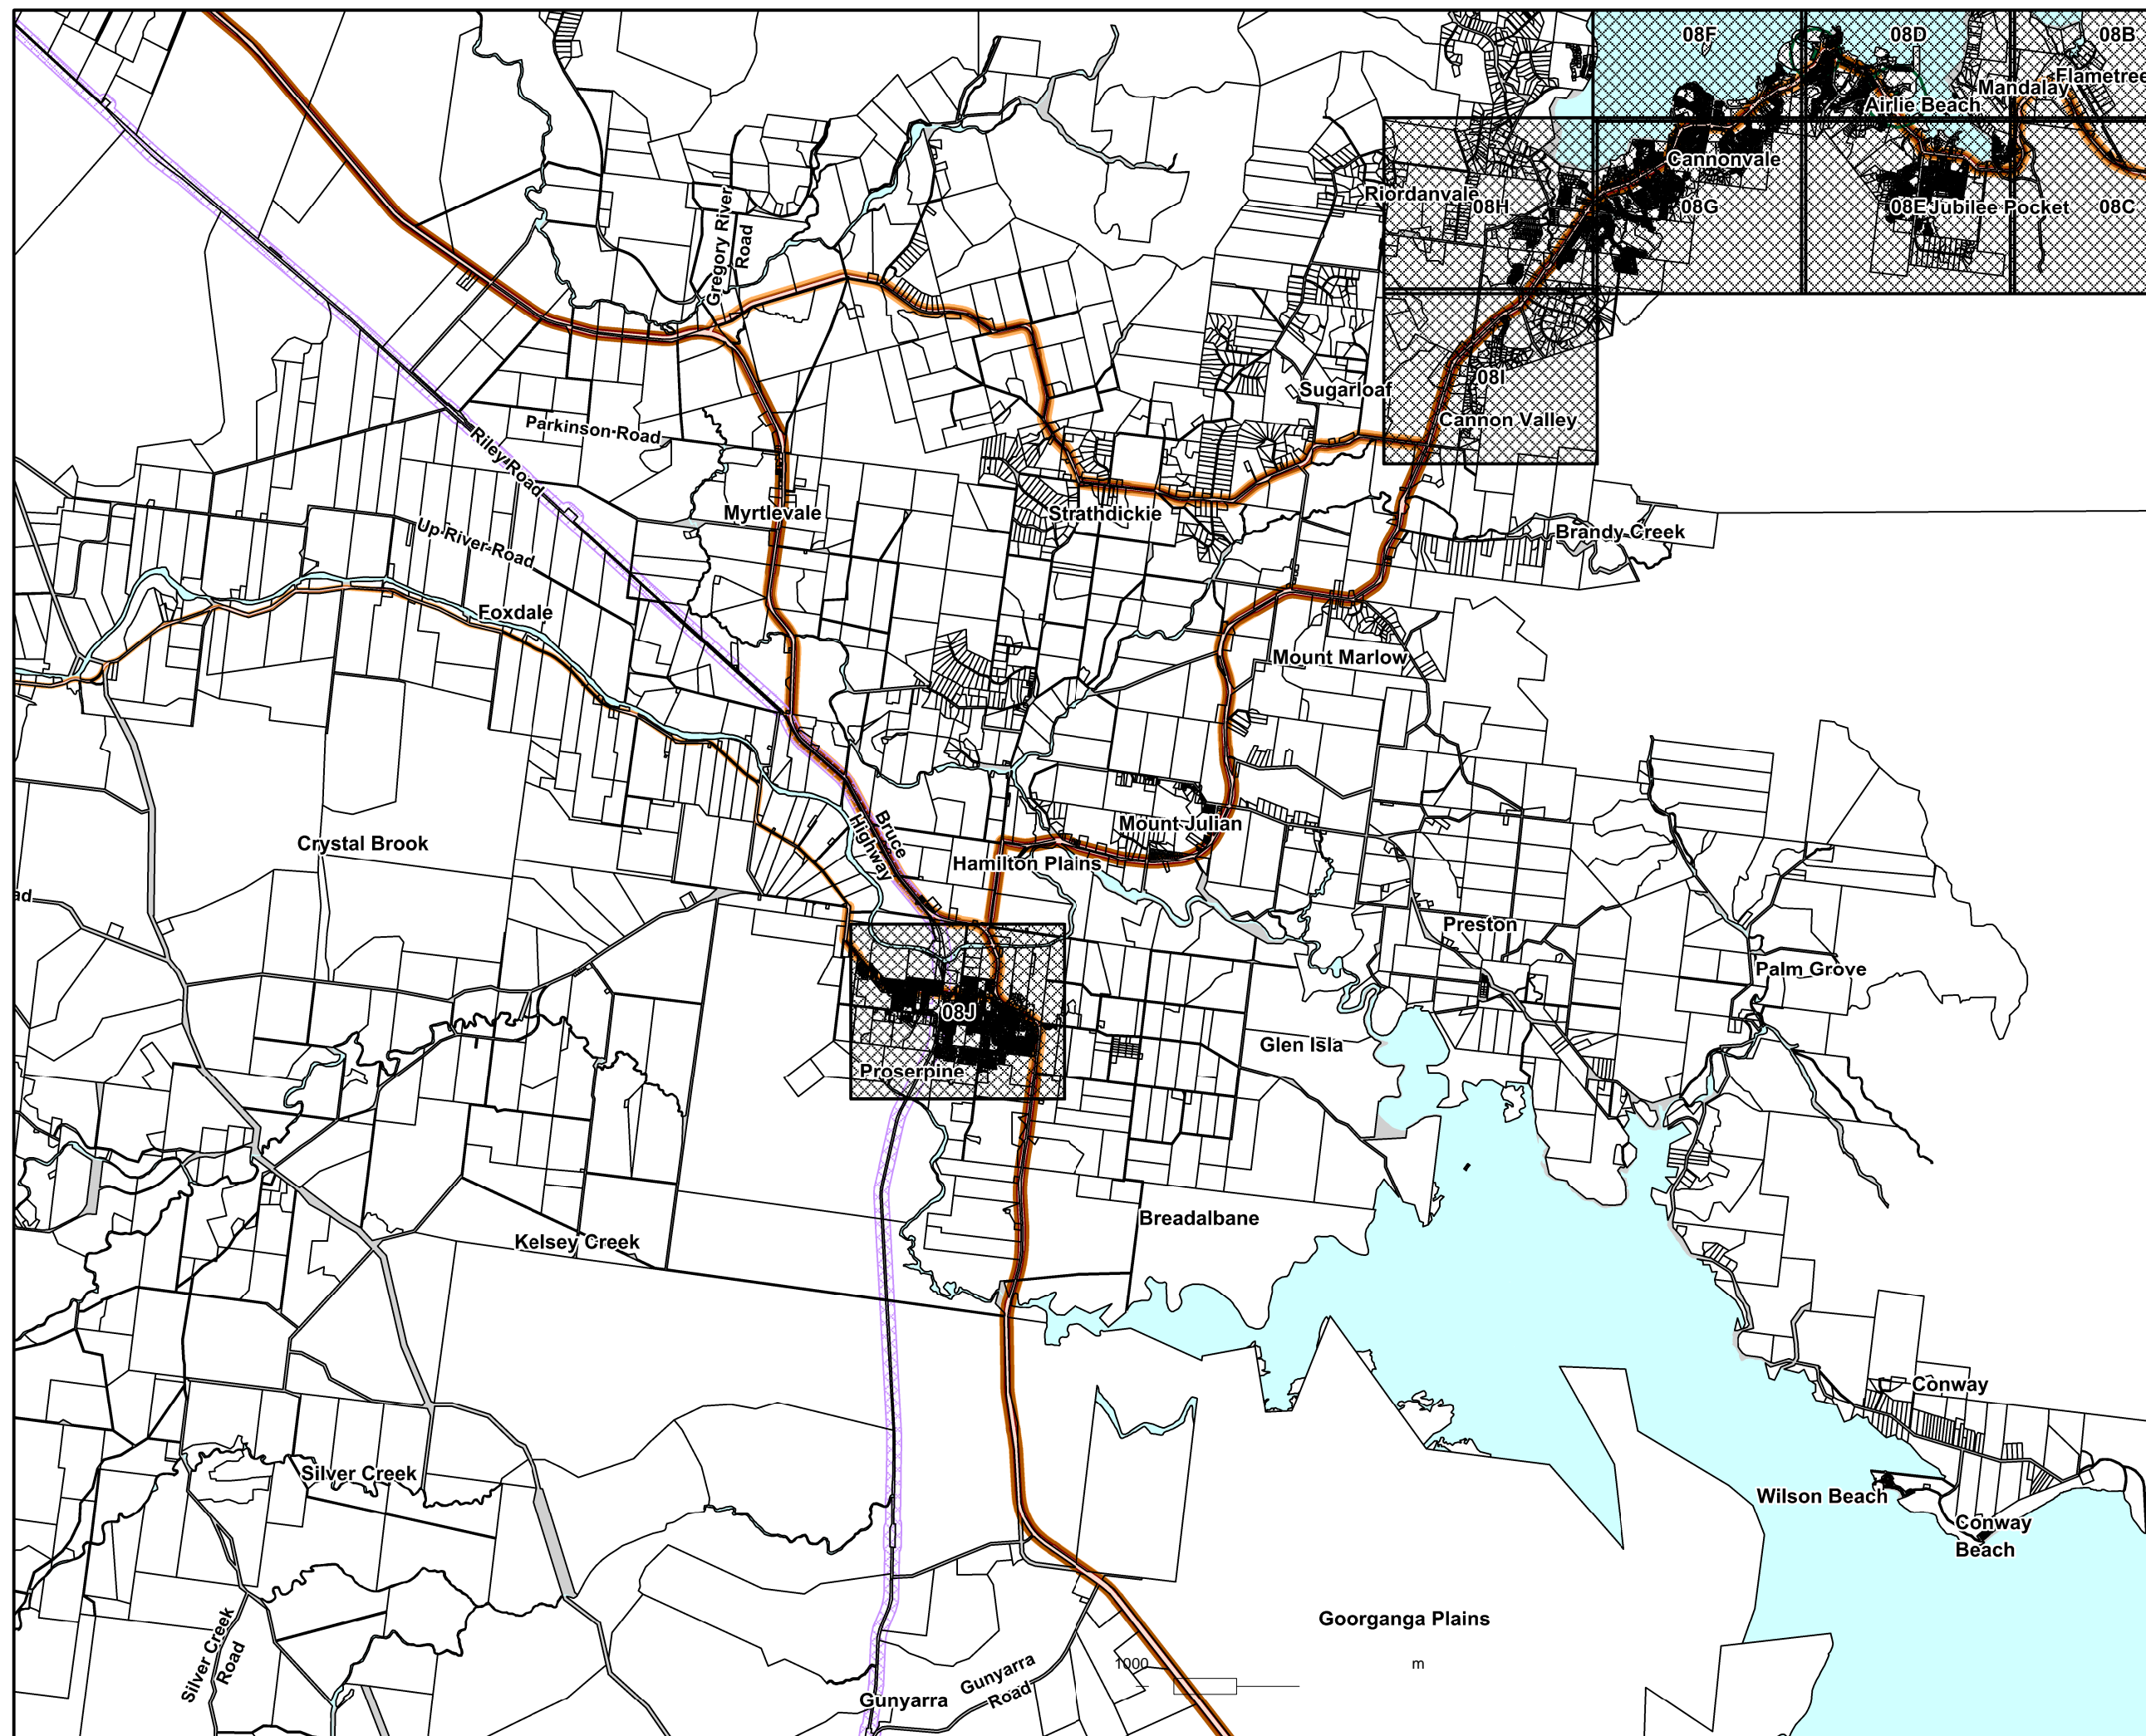 08F
08D
08B
Flametree
Mandalay
Airlie Beach
Cannonvale
Riordanvale
08H
08G
08E
Jubilee Pocket
08C
Gregory River
Road
08I
Sugarloaf
Cannon Valley
Parkinson Road
Riley Road
Myrtlevale
Strathdickie
Up River Road
Brandy Creek
Foxdale
Mount Marlow
Bruce
Highway
Mount Julian
Crystal Brook
Hamilton Plains
ad
Preston
Palm Grove
08J
Glen Isla
Proserpine
Breadalbane
Kelsey Creek
Conway
Silver Creek
Wilson Beach
Conway
Beach
Silver Creek
Road
Goorganga Plains
1000
m
Gunyarra
Road
Gunyarra